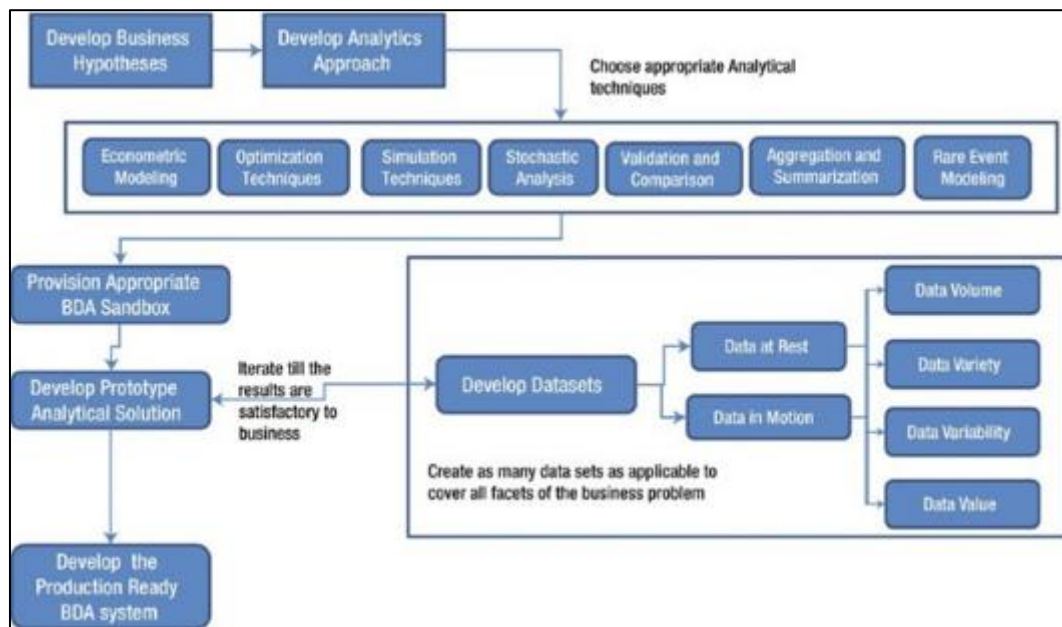 Develop Business
Hypotheses
Develop Analytics
Approach
Choose appropriate Analytical
techniques
Econometric
Modeling
Optimization
Techniques
Simulation
Techniques
Stochastic
Analysis
Validation and
Comparison
Aggregation and
Summarization
Rare Event
Modeling
Provision Appropriate
BDA Sandbox
Develop Prototype
Analytical Solution
Iterate till the
results are
satisfactory to
business
Develop Datasets
Data at Rest
Data in Motion
Data Volume
Data Variety
Data Variability
Data Value
Create as many data sets as applicable to
cover all facets of the business problem
Develop the
Production Ready
BDA system